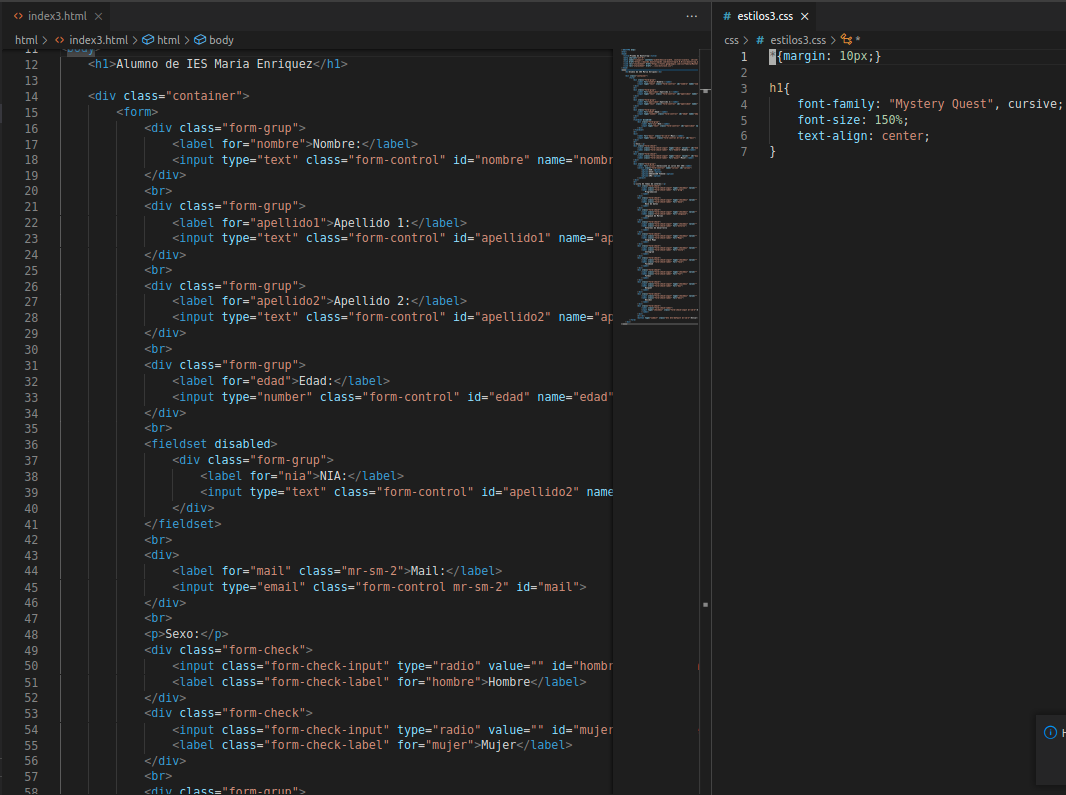 index3.html
html > index3.html > html > body
11 <body>
12 <h1>Alumno de IES Maria Enriquez</h1>
13
14 <div class="container">
15 <form>
16 <div class="form-grup">
17 <label for="nombre">Nombre:</label>
18 <input type="text" class="form-control" id="nombre" name="nombr
19 </div>
20 <br>
21 <div class="form-grup">
22 <label for="apellido1">Apellido 1:</label>
23 <input type="text" class="form-control" id="apellido1" name="ap
24 </div>
25 <br>
26 <div class="form-grup">
27 <label for="apellido2">Apellido 2:</label>
28 <input type="text" class="form-control" id="apellido2" name="ap
29 </div>
30 <br>
31 <div class="form-grup">
32 <label for="edad">Edad:</label>
33 <input type="number" class="form-control" id="edad" name="edad"
34 </div>
35 <br>
36 <fieldset disabled>
37 <div class="form-grup">
38 <label for="nia">NIA:</label>
39 <input type="text" class="form-control" id="apellido2" name
40 </div>
41 </fieldset>
42 <br>
43 <div>
44 <label for="mail" class="mr-sm-2">Mail:</label>
45 <input type="email" class="form-control mr-sm-2" id="mail">
46 </div>
47 <br>
48 <p>Sexo:</p>
49 <div class="form-check">
50 <input class="form-check-input" type="radio" value="" id="hombr
51 <label class="form-check-label" for="hombre">Hombre</label>
52 </div>
53 <div class="form-check">
54 <input class="form-check-input" type="radio" value="" id="mujer
55 <label class="form-check-label" for="mujer">Mujer</label>
56 </div>
57 <br>
58 <div class="form-grup">
# estilos3.css
css > # estilos3.css > *
1 *{margin: 10px;}
2
3 h1{
4 font-family: "Mystery Quest", cursive;
5 font-size: 150%;
6 text-align: center;
7 }